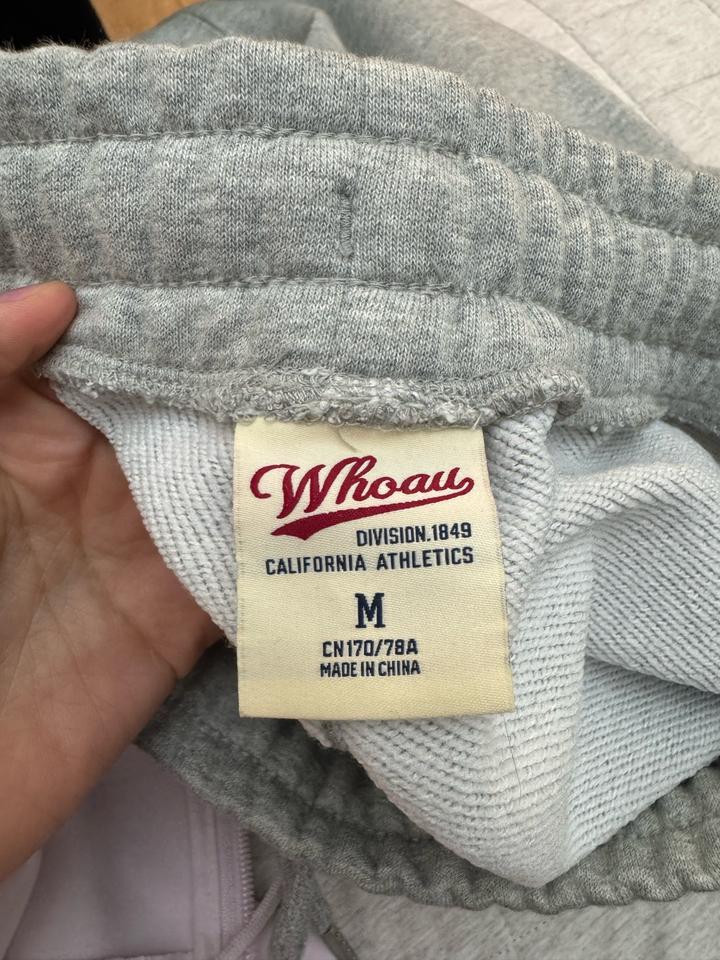 Whoau
DIVISION.1849
CALIFORNIA ATHLETICS
M
CN170/78A
MADE IN CHINA